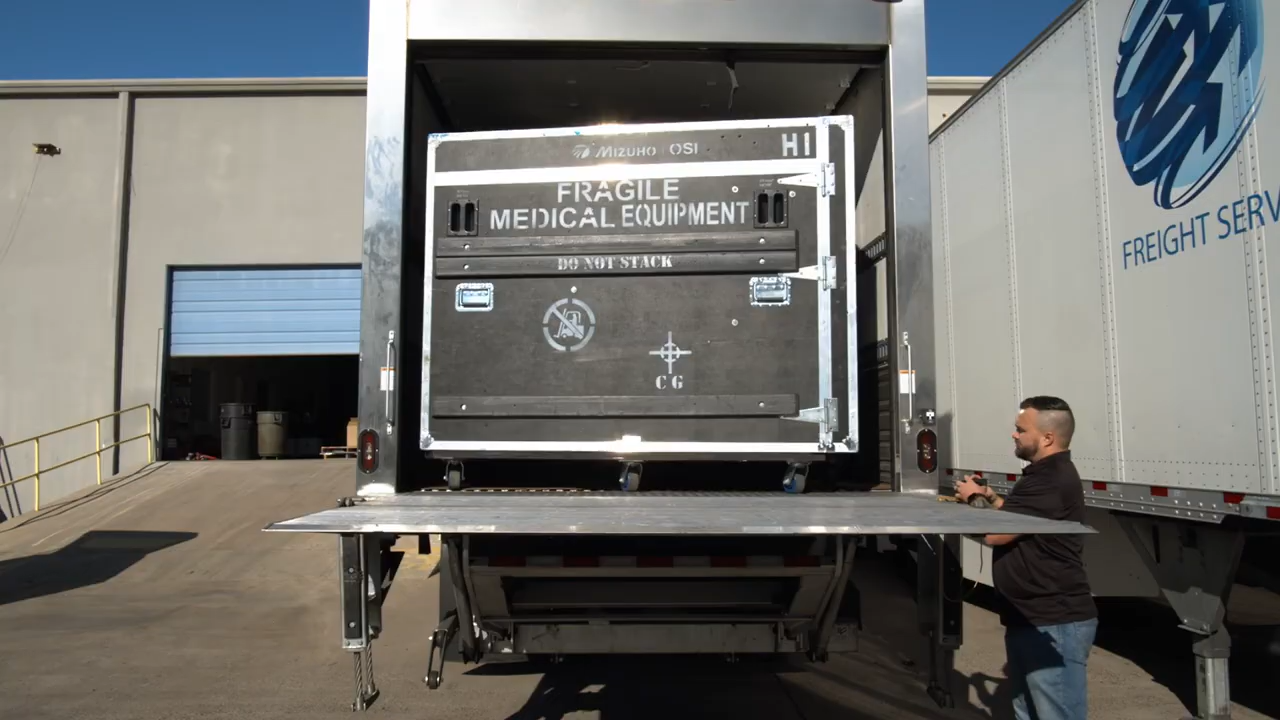 MIZUHO OSI
H1
FRAGILE
MEDICAL EQUIPMENT
DO NOT STACK
CG
FREIGHT SERV